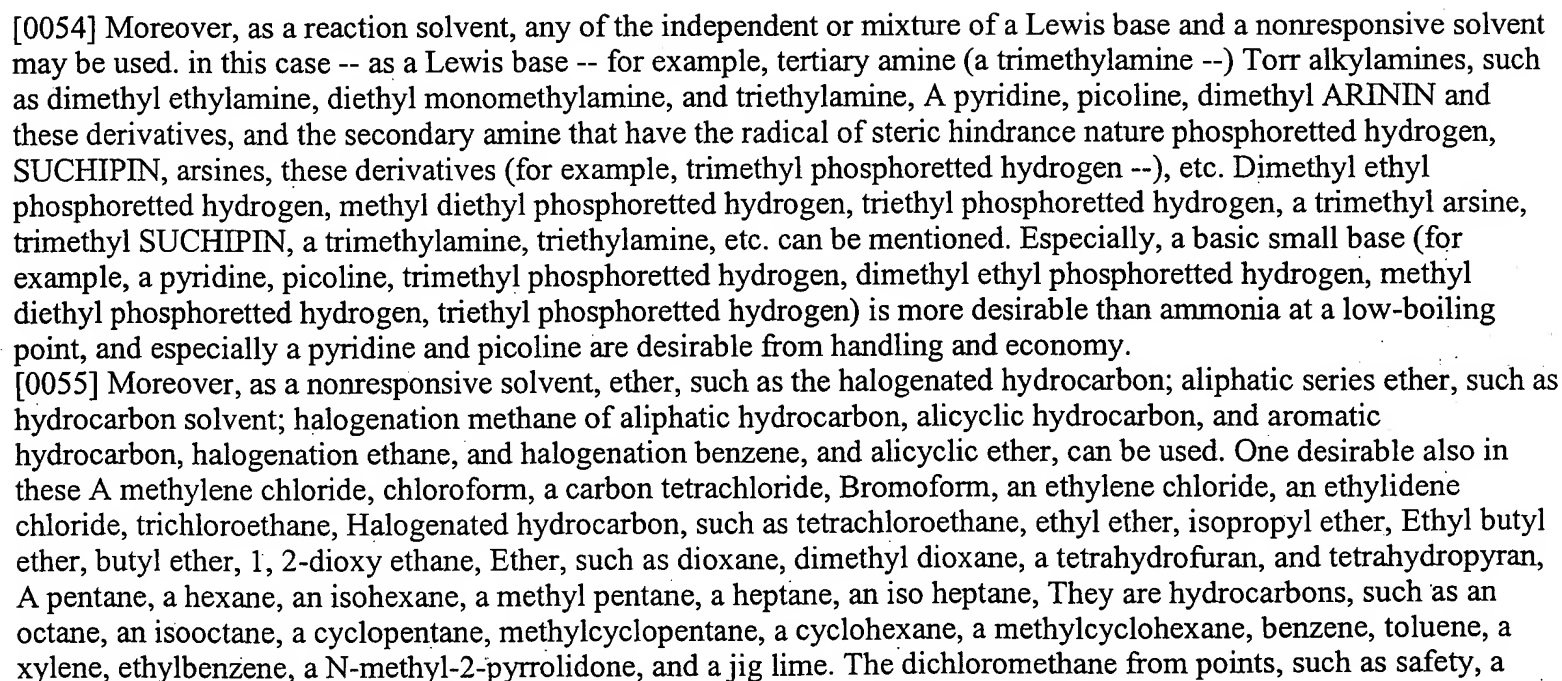 [0054] Moreover, as a reaction solvent, any of the independent or mixture of a Lewis base and a nonresponsive solvent
may be used. in this case -- as a Lewis base -- for example, tertiary amine (a trimethylamine --) Torr alkylamines, such
as dimethyl ethylamine, diethyl monomethylamine, and triethylamine, A pyridine, picoline, dimethyl ARININ and
these derivatives, and the secondary amine that have the radical of steric hindrance nature phosphoretted hydrogen,
SUCHIPIN, arsines, these derivatives (for example, trimethyl phosphoretted hydrogen --), etc. Dimethyl ethyl
phosphoretted hydrogen, methyl diethyl phosphoretted hydrogen, triethyl phosphoretted hydrogen, a trimethyl arsine,
trimethyl SUCHIPIN, a trimethylamine, triethylamine, etc. can be mentioned. Especially, a basic small base (for
example, a pyridine, picoline, trimethyl phosphoretted hydrogen, dimethyl ethyl phosphoretted hydrogen, methyl
diethyl phosphoretted hydrogen, triethyl phosphoretted hydrogen) is more desirable than ammonia at a low-boiling
point, and especially a pyridine and picoline are desirable from handling and economy.
[0055] Moreover, as a nonresponsive solvent, ether, such as the halogenated hydrocarbon; aliphatic series ether, such as
hydrocarbon solvent; halogenation methane of aliphatic hydrocarbon, alicyclic hydrocarbon, and aromatic
hydrocarbon, halogenation ethane, and halogenation benzene, and alicyclic ether, can be used. One desirable also in
these A methylene chloride, chloroform, a carbon tetrachloride, Bromoform, an ethylene chloride, an ethylidene
chloride, trichloroethane, Halogenated hydrocarbon, such as tetrachloroethane, ethyl ether, isopropyl ether, Ethyl butyl
ether, butyl ether, 1, 2-dioxy ethane, Ether, such as dioxane, dimethyl dioxane, a tetrahydrofuran, and tetrahydropyran,
A pentane, a hexane, an isohexane, a methyl pentane, a heptane, an iso heptane, They are hydrocarbons, such as an
octane, an isooctane, a cyclopentane, methylcyclopentane, a cyclohexane, a methylcyclohexane, benzene, toluene, a
xylene, ethylbenzene, a N-methyl-2-pyrrolidone, and a jig lime. The dichloromethane from points, such as safety, a